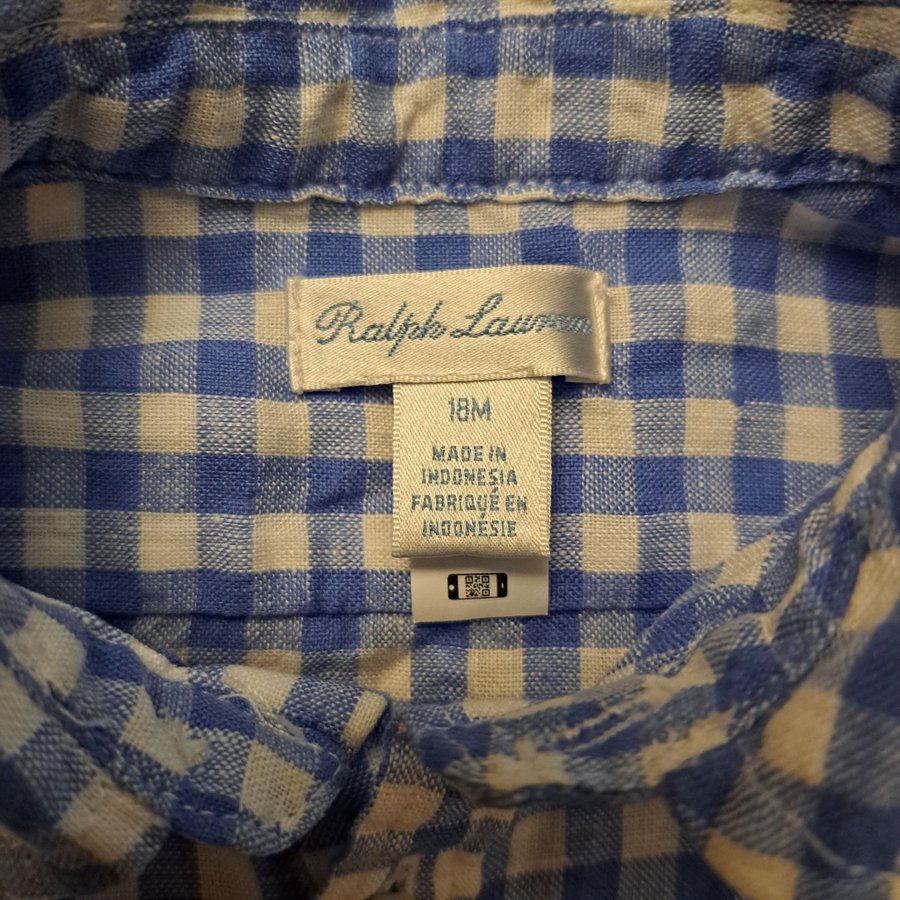 Ralph Lauren
18M
MADE IN
INDONESIA
FABRIQUÉ EN
INDONÉSIE